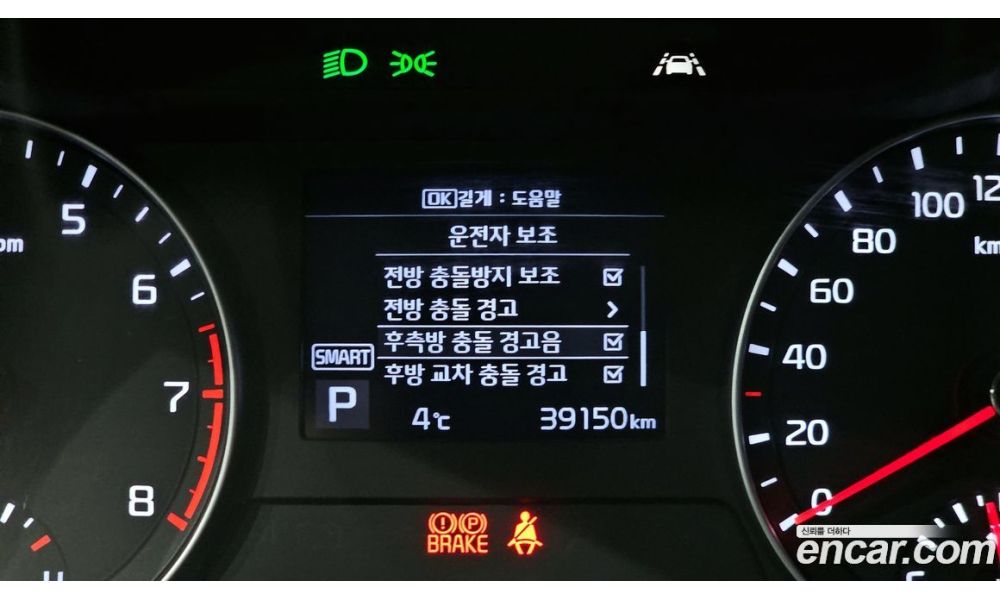 OK길게 : 도움말
운전자 보조
전방 충돌방지 보조
전방 충돌 경고
후측방 충돌 경고음
후방 교차 충돌 경고
SMART
P
4℃
39150km
5
6
7
8
0
20
40
60
80
100
km
BRAKE
신뢰를 더하다
encar.com